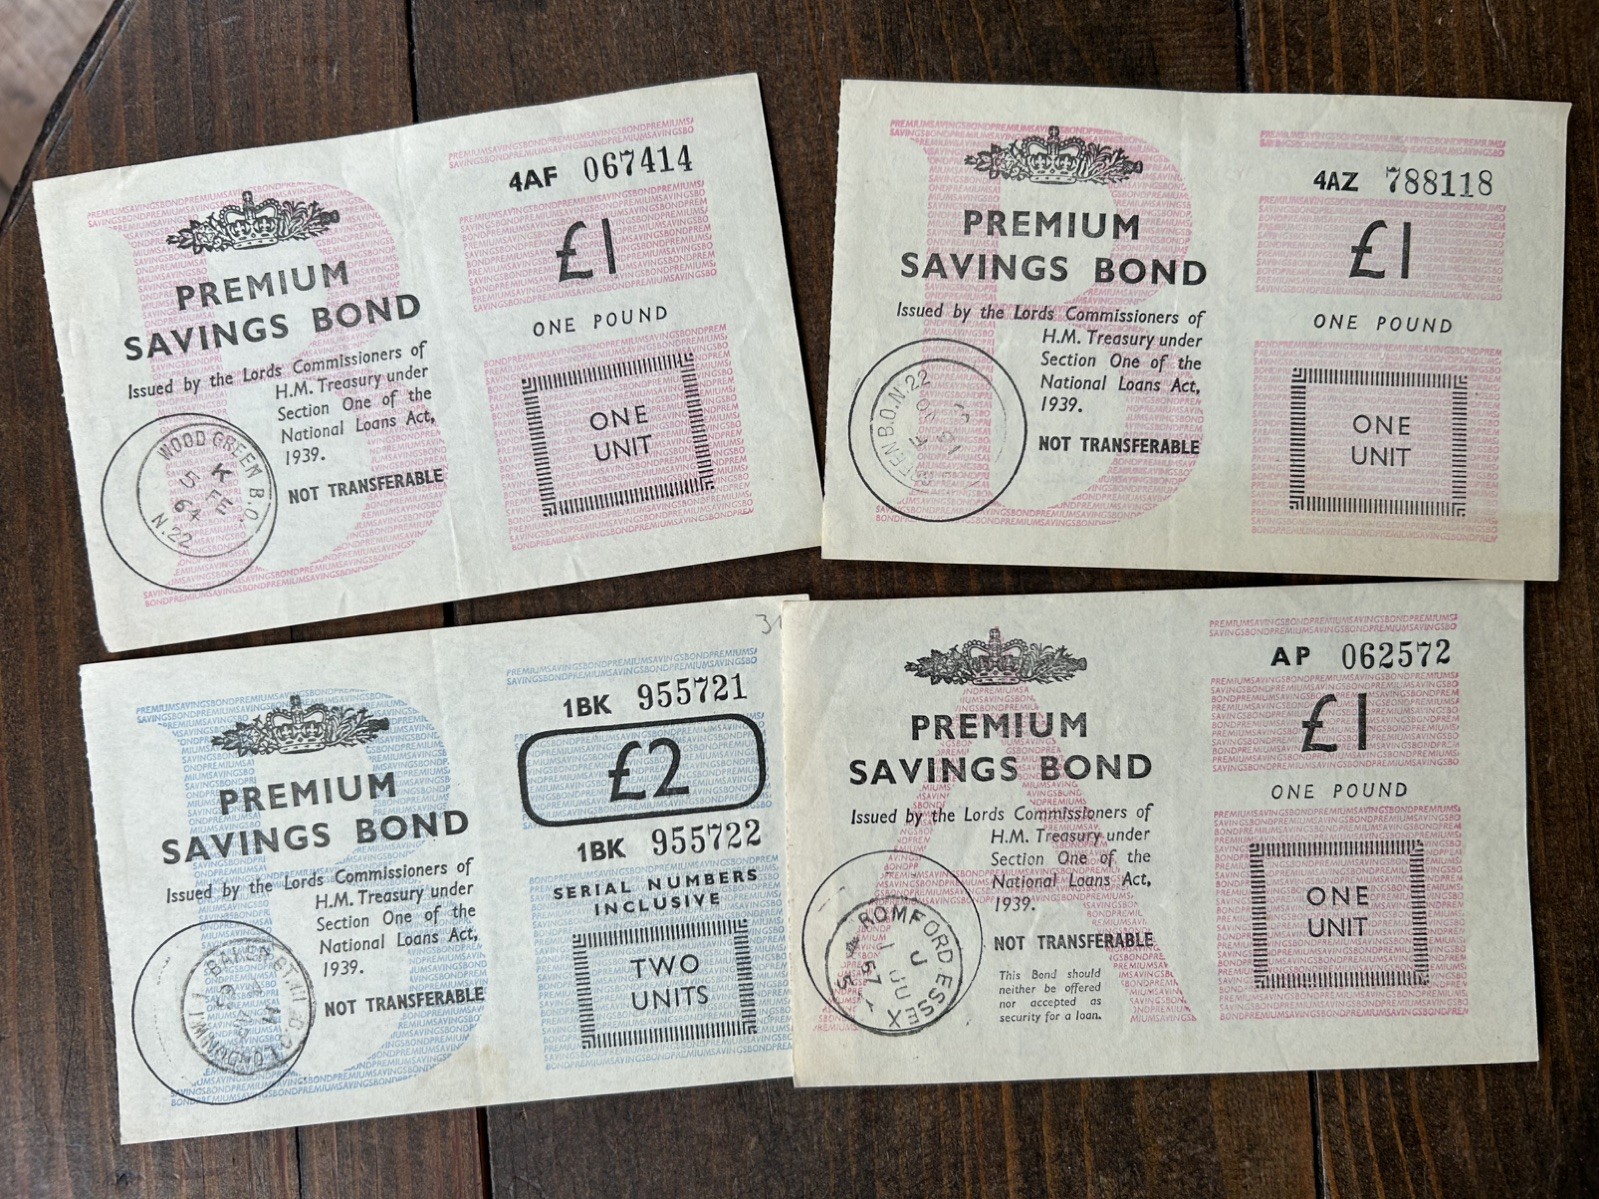 4AF 067414
PREMIUM
SAVINGS BOND
£1
ONE POUND
Issued by the Lords Commissioners of
H.M. Treasury under
Section One of the
National Loans Act,
1939.
NOT TRANSFERABLE
ONE
UNIT
WOOD GREEN B.O.
K
5 FE
64
N.22
4AZ 788118
PREMIUM
SAVINGS BOND
£1
ONE POUND
Issued by the Lords Commissioners of
H.M. Treasury under
Section One of the
National Loans Act,
1939.
NOT TRANSFERABLE
ONE
UNIT
B.O.N.22
1BK 955721
£2
1BK 955722
SERIAL NUMBERS
INCLUSIVE
PREMIUM
SAVINGS BOND
Issued by the Lords Commissioners of
H.M. Treasury under
Section One of the
National Loans Act,
1939.
NOT TRANSFERABLE
TWO
UNITS
AP 062572
PREMIUM
SAVINGS BOND
£1
ONE POUND
Issued by the Lords Commissioners of
H.M. Treasury under
Section One of the
National Loans Act,
1939.
NOT TRANSFERABLE
This Bond should
neither be offered
nor accepted as
security for a loan.
ONE
UNIT
ROMFORD ESSEX
57